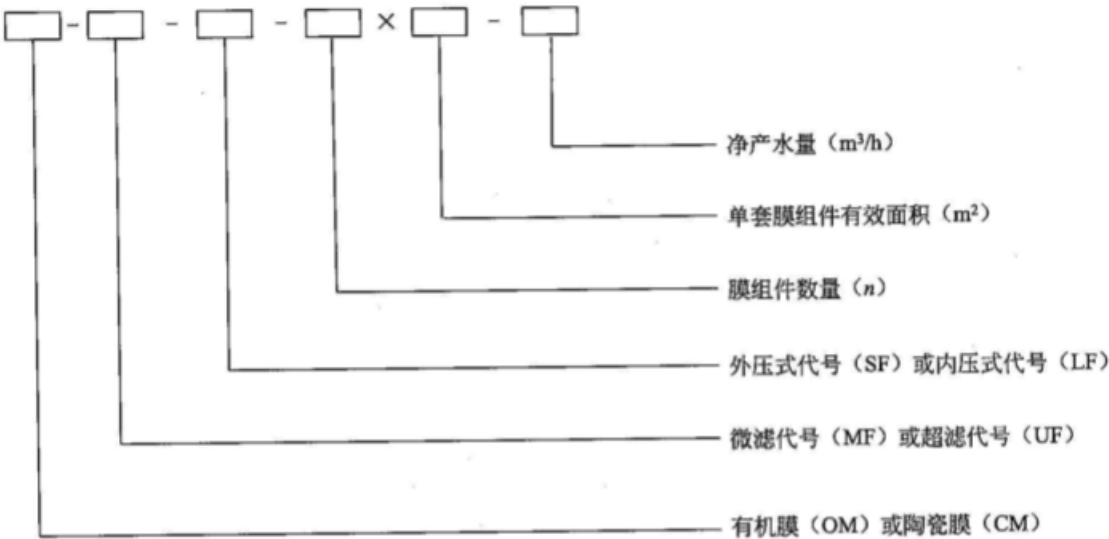 - - - × -
净产水量（m³/h）
单套膜组件有效面积（m²）
膜组件数量（n）
外压式代号（SF）或内压式代号（LF）
微滤代号（MF）或超滤代号（UF）
有机膜（OM）或陶瓷膜（CM）